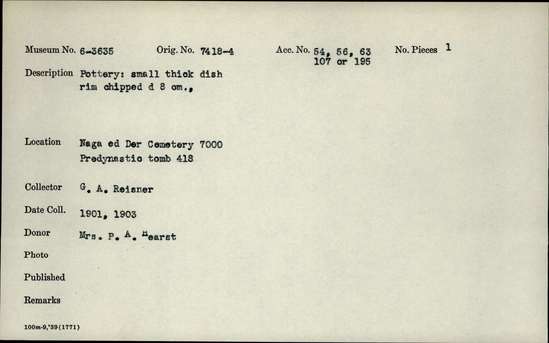 Museum No. 6-3635 Orig. No. 7418-4 Acc. No. 54, 56, 63 No. Pieces 1
107 or 195
Description Pottery: small thick dish
rim chipped d 8 om.,
Location Naga ed Der Cemetery 7000
Predynastic tomb 418
Collector G. A. Reisner
Date Coll. 1901, 1903
Donor Mrs. P. A. Hearst
Photo
Published
Remarks
100m-9,'39(1771)